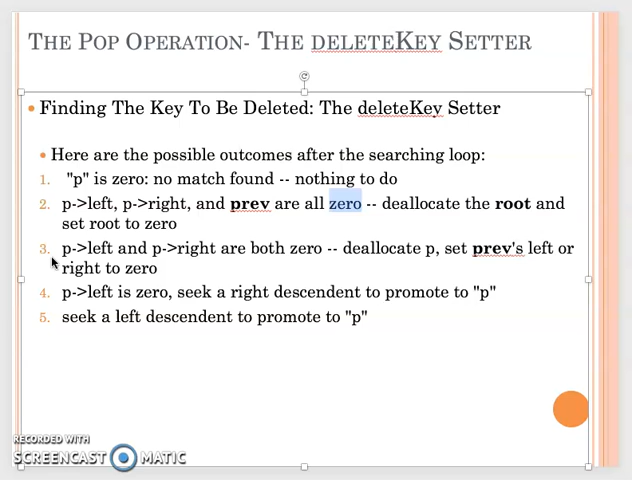 THE POP OPERATION- THE DELETEKEY SETTER
Finding The Key To Be Deleted: The deleteKey Setter
Here are the possible outcomes after the searching loop:
1. "p" is zero: no match found -- nothing to do
2. p->left, p->right, and prev are all zero -- deallocate the root and
set root to zero
3. p->left and p->right are both zero -- deallocate p, set prev's left or
right to zero
4. p->left is zero, seek a right descendent to promote to "p"
5. seek a left descendent to promote to "p"
RECORDED WITH
SCREENCAST MATIC